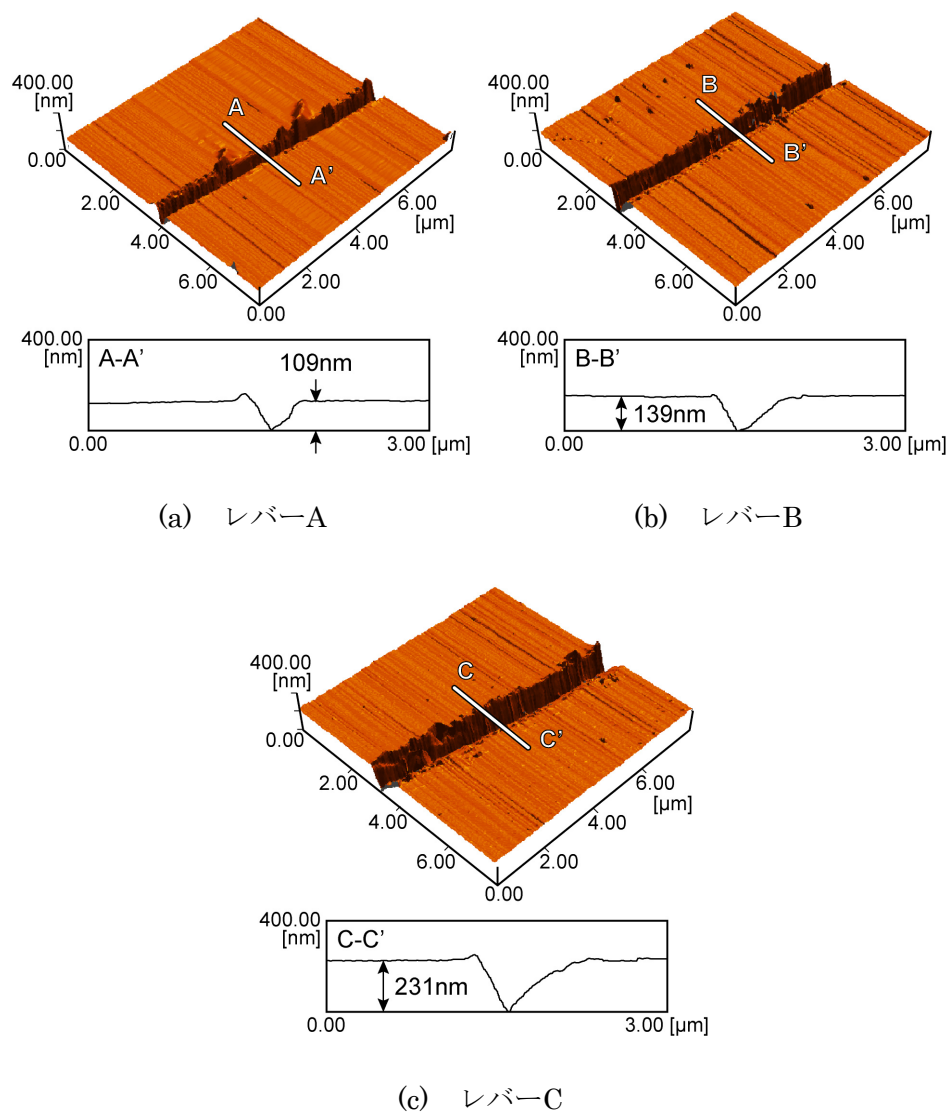 400.00
[nm]
0.00
2.00
4.00
6.00
0.00
2.00
4.00
6.00
[µm]
A
A'
400.00
[nm]
A-A'
109nm
0.00
3.00 [µm]
(a) レバーA
400.00
[nm]
0.00
2.00
4.00
6.00
0.00
2.00
4.00
6.00
[µm]
B
B'
400.00
[nm]
B-B'
139nm
0.00
3.00 [µm]
(b) レバーB
400.00
[nm]
0.00
2.00
4.00
6.00
0.00
2.00
4.00
6.00
[µm]
C
C'
400.00
[nm]
C-C'
231nm
0.00
3.00 [µm]
(c) レバーC